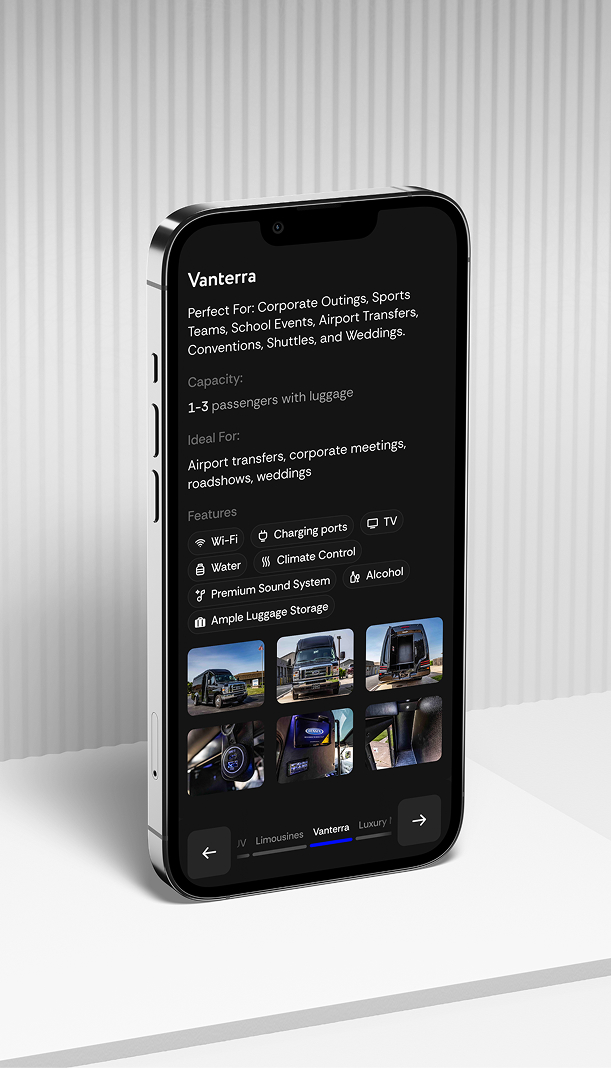 Vanterra
Perfect For: Corporate Outings, Sports
Teams, School Events, Airport Transfers,
Conventions, Shuttles, and Weddings.
Capacity:
1-3 passengers with luggage
Ideal For:
Airport transfers, corporate meetings,
roadshows, weddings
Features
Wi-Fi
Charging ports
TV
Water
Climate Control
Premium Sound System
Alcohol
Ample Luggage Storage
Limousines
Vanterra
Luxury